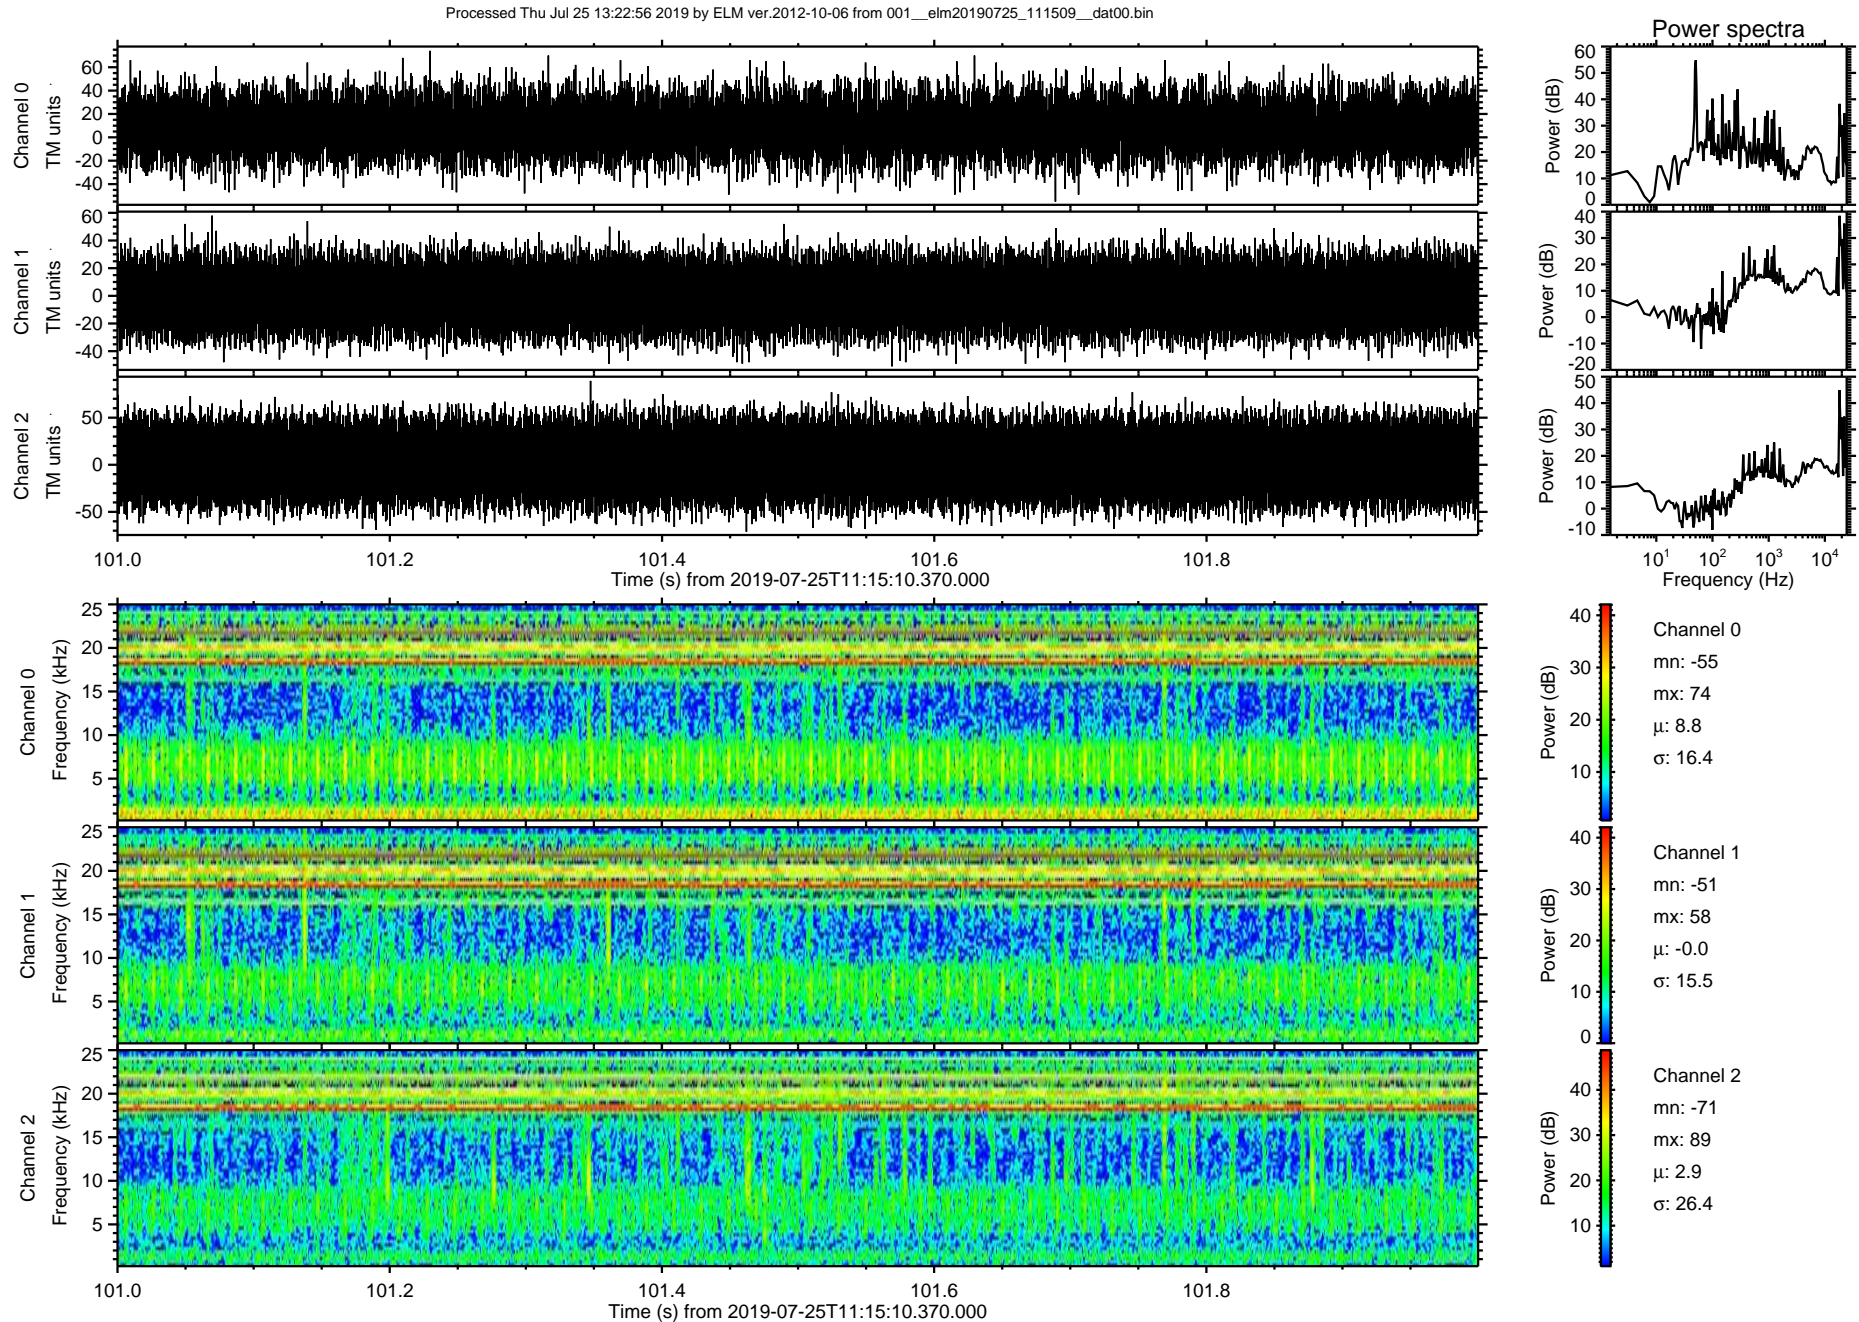 Processed Thu Jul 25 13:22:56 2019 by ELM ver.2012-10-06 from 001__elm20190725_111509__dat00.bin
Power spectra
Channel 0
TM units
60
40
20
0
-20
-40
Power (dB)
60
50
40
30
20
10
0
Channel 1
TM units
60
40
20
0
-20
-40
Power (dB)
40
30
20
10
0
-10
-20
Channel 2
TM units
50
0
-50
Power (dB)
50
40
30
20
10
0
-10
101.0 101.2 101.4 101.6 101.8
Time (s) from 2019-07-25T11:15:10.370.000
10^1 10^2 10^3 10^4
Frequency (Hz)
Channel 0
Frequency (kHz)
25
20
15
10
5
Power (dB)
40
30
20
10
Channel 0
mn: -55
mx: 74
μ: 8.8
σ: 16.4
Channel 1
Frequency (kHz)
25
20
15
10
5
Power (dB)
40
30
20
10
0
Channel 1
mn: -51
mx: 58
μ: -0.0
σ: 15.5
Channel 2
Frequency (kHz)
25
20
15
10
5
Power (dB)
40
30
20
10
Channel 2
mn: -71
mx: 89
μ: 2.9
σ: 26.4
101.0 101.2 101.4 101.6 101.8
Time (s) from 2019-07-25T11:15:10.370.000